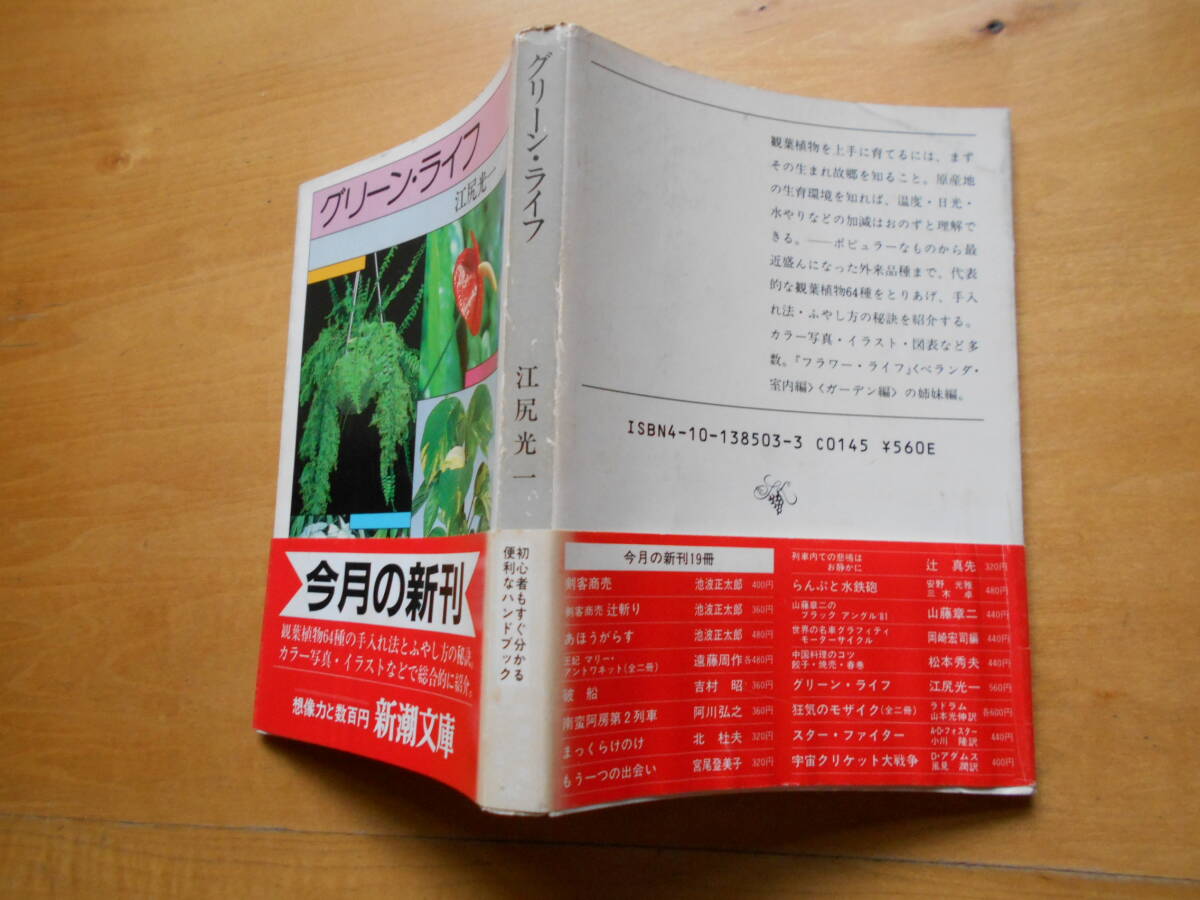 グリーン・ライフ
江尻光一
今月の新刊
観葉植物64種の手入れ法とふやし方の秘訣。
カラー写真・イラストなどで総合的に紹介。
想像力と数百円
新潮文庫
グリーン・ライフ
江尻光一
初心者もすぐ分かる
便利なハンドブック
観葉植物を上手に育てるには、まず
その生まれ故郷を知ること。原産地
の生育環境を知れば、温度・日光・
水やりなどの加減はおのずと理解で
きる。――ポピュラーなものから最
近盛んになった外来品種まで、代表
的な観葉植物64種をとりあげ、手入
れ法・ふやし方の秘訣を紹介する。
カラー写真・イラスト・図表など多
数。『フラワー・ライフ』〈ベランダ・
室内編〉〈ガーデン編〉の姉妹編。
ISBN4-10-138503-3 C0145 ¥560E
今月の新刊19冊
剣客商売 池波正太郎 400円
剣客商売 辻斬り 池波正太郎 360円
あほうがらす 池波正太郎 480円
王妃 マリー・
アントワネット(全二冊) 遠藤周作 各480円
破船 吉村昭 360円
南蛮阿房第2列車 阿川弘之 360円
まっくらけのけ 北杜夫 320円
もう一つの出会い 宮尾登美子 320円
列車内での悲鳴は
お静かに 辻真先 320円
らんぷと水鉄砲 安野光雅
三木卓 480円
山藤章二の
ブラック アングル'81 山藤章二 440円
世界の名車グラフィティ
モーターサイクル 岡崎宏司編 440円
中国料理のコツ
餃子・焼売・春巻 松本秀夫 440円
グリーン・ライフ 江尻光一 560円
狂気のモザイク(全二冊) ラドラム
山本光伸訳 各600円
スター・ファイター A・D・フォスター
小川隆訳 440円
宇宙クリケット大戦争 D・アダムス
風見潤訳 400円